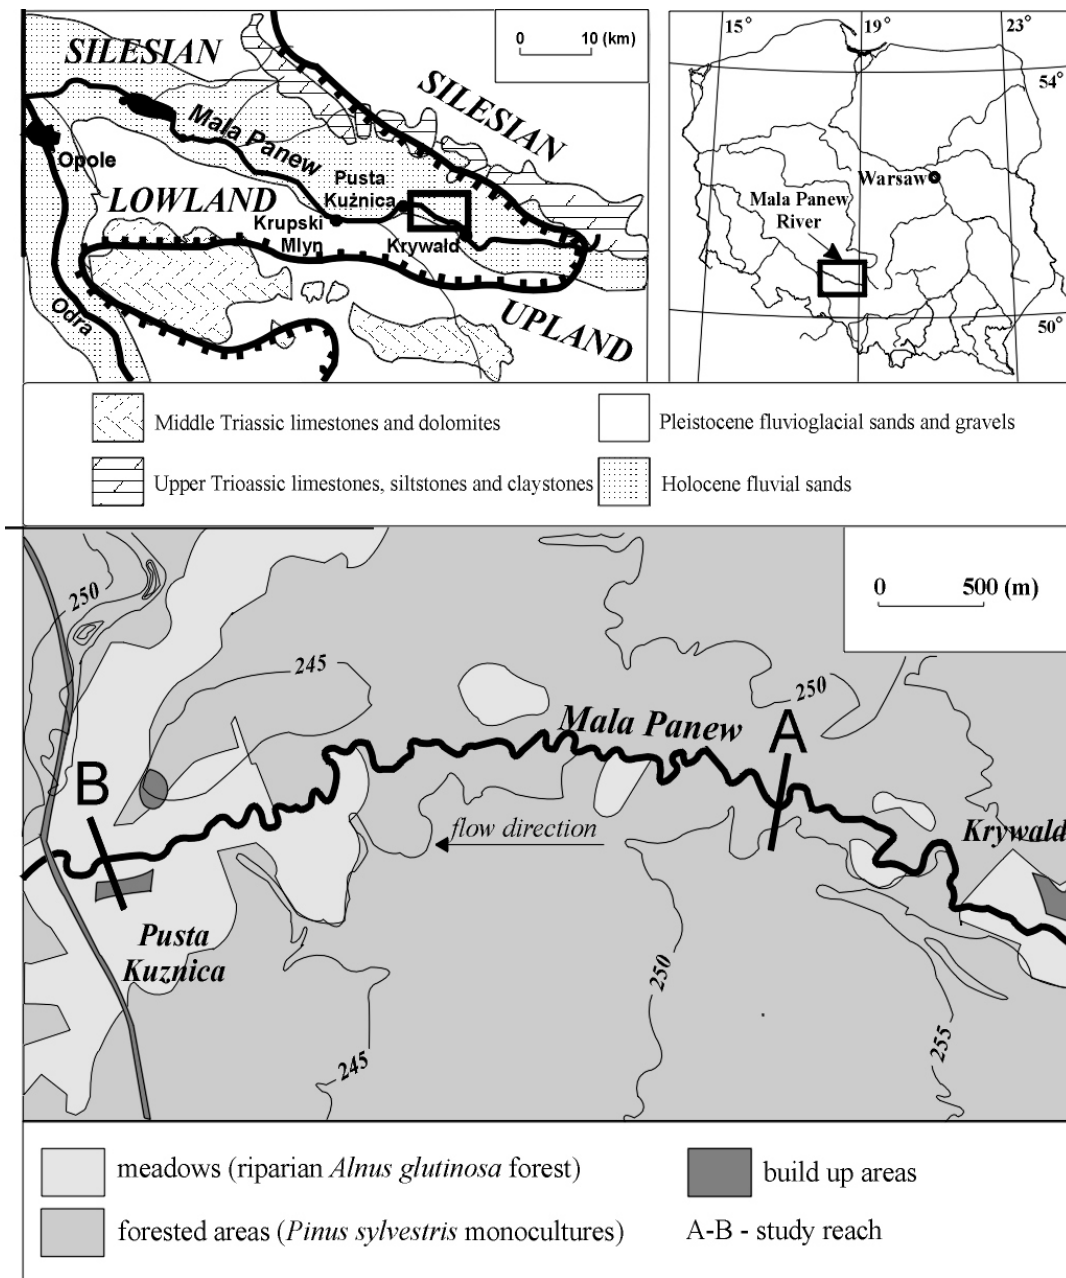 SILESIAN
0 10 (km)
SILESIAN
Mala Panew
Opole
LOWLAND
Pusta
Kużnica
Krupski
Mlyn
Krywald
Odra
UPLAND
15°
19°
23°
54°
Warsaw
Mala Panew
River
50°
Middle Triassic limestones and dolomites
Pleistocene fluvioglacial sands and gravels
Upper Trioassic limestones, siltstones and claystones
Holocene fluvial sands
0 500 (m)
250
245
250
Mala Panew
A
B
flow direction
Krywald
Pusta
Kuznica
250
255
245
meadows (riparian Alnus glutinosa forest)
build up areas
forested areas (Pinus sylvestris monocultures)
A-B - study reach